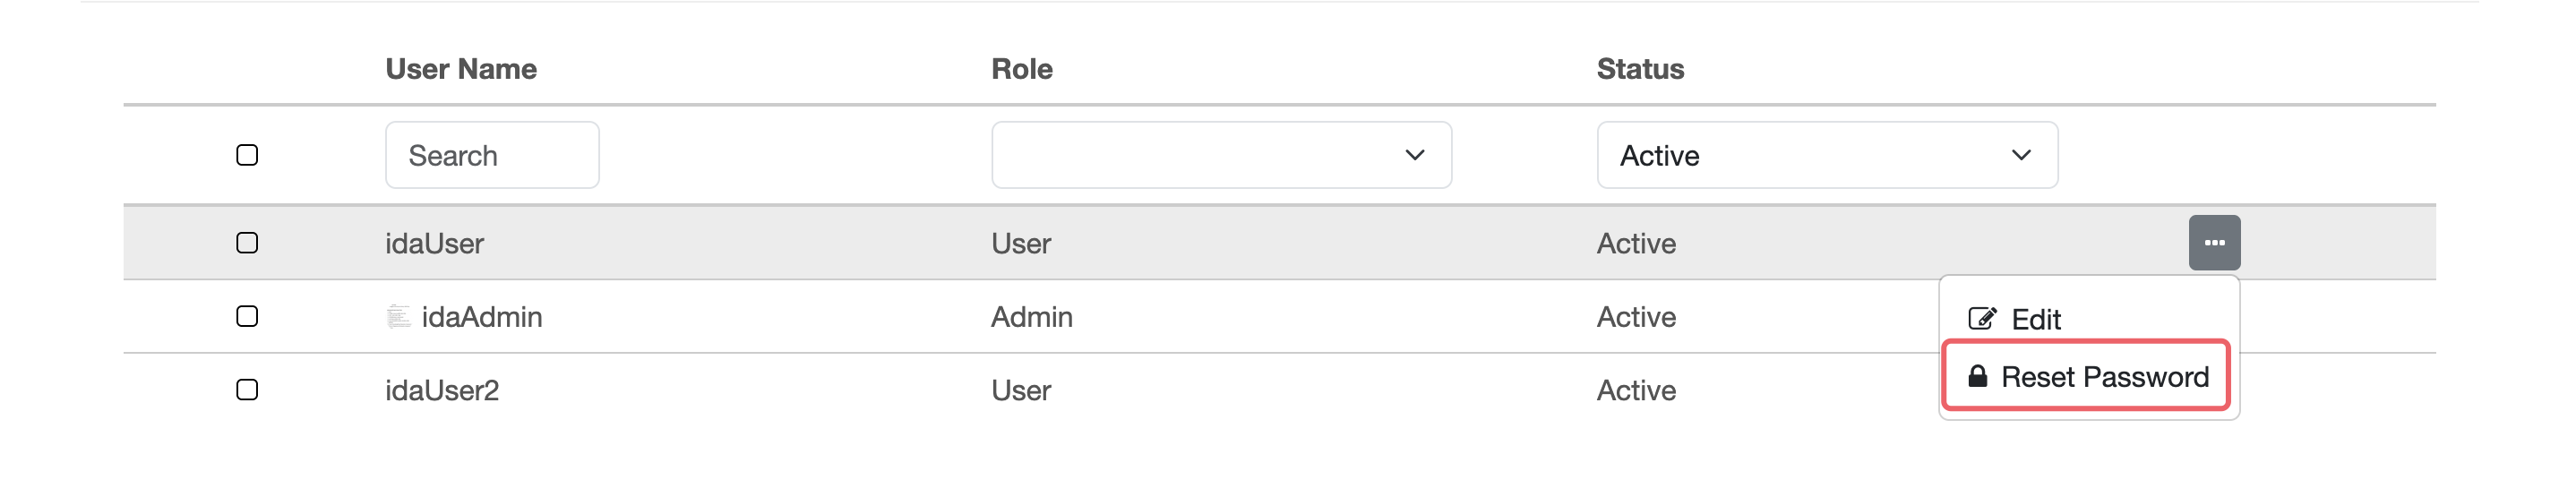 User Name Role Status
Search Active
idaUser User Active
idaAdmin Admin Active
Edit
Reset Password
idaUser2 User Active